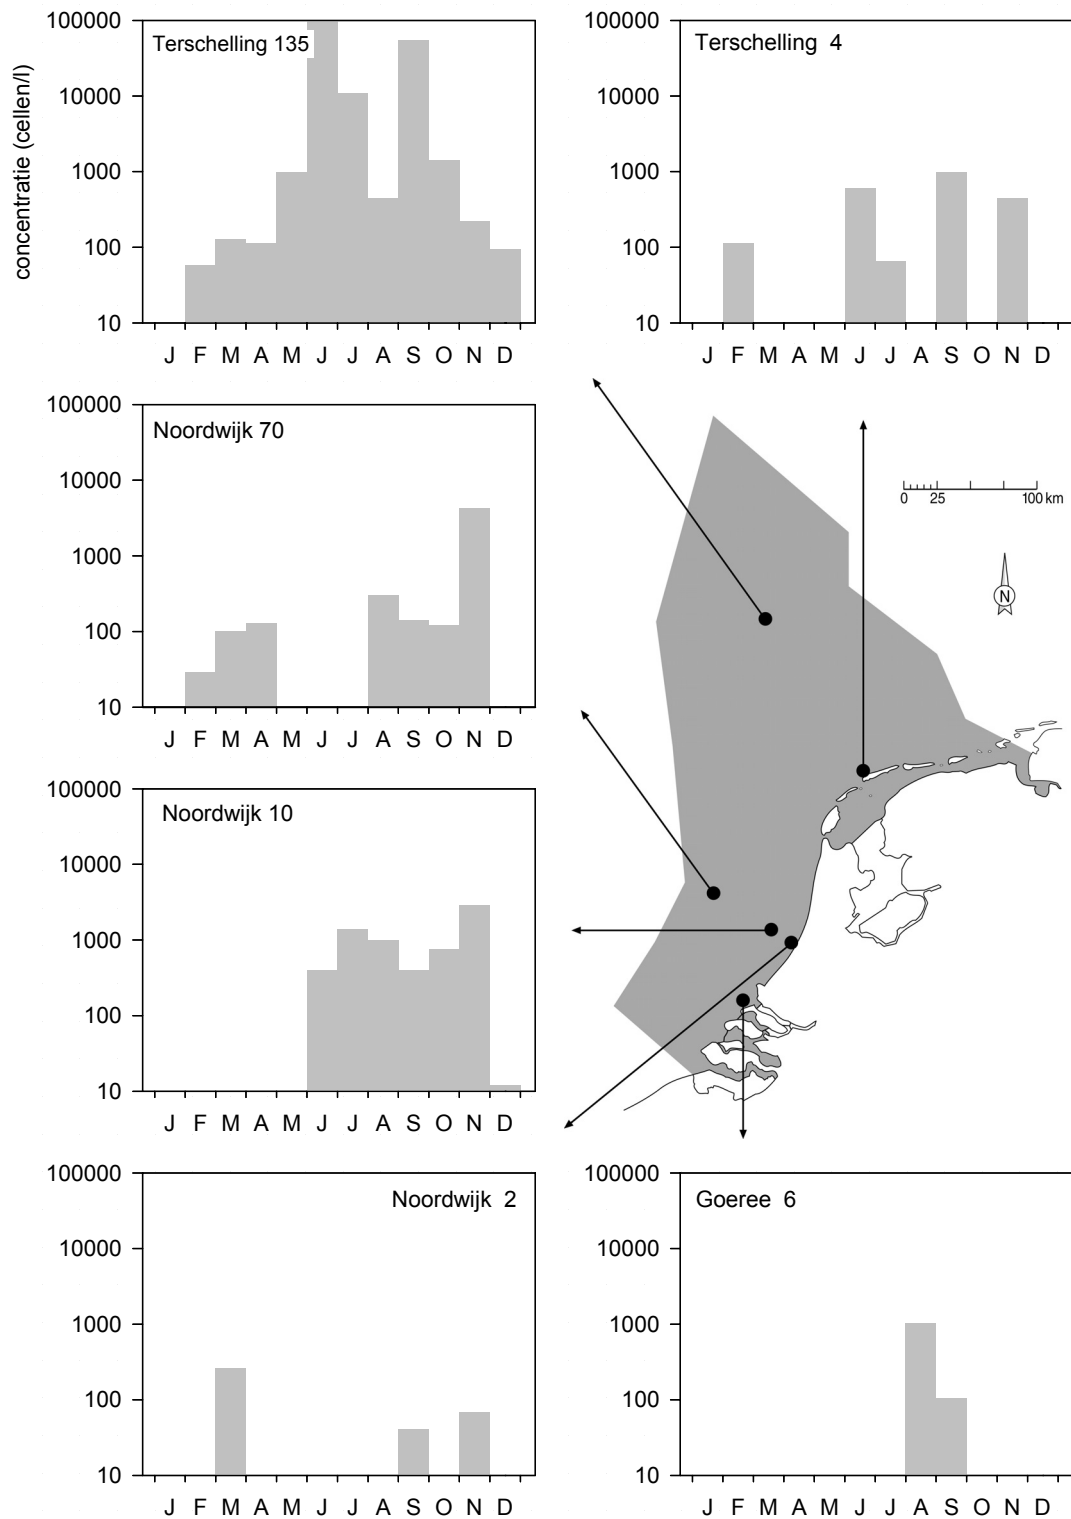 concentratie (cellen/l)
Terschelling 135
100000
10000
1000
100
10
J F M A M J J A S O N D
Terschelling 4
100000
10000
1000
100
10
J F M A M J J A S O N D
Noordwijk 70
100000
10000
1000
100
10
J F M A M J J A S O N D
0 25 100 km
N
Noordwijk 10
100000
10000
1000
100
10
J F M A M J J A S O N D
Noordwijk 2
100000
10000
1000
100
10
J F M A M J J A S O N D
Goeree 6
100000
10000
1000
100
10
J F M A M J J A S O N D